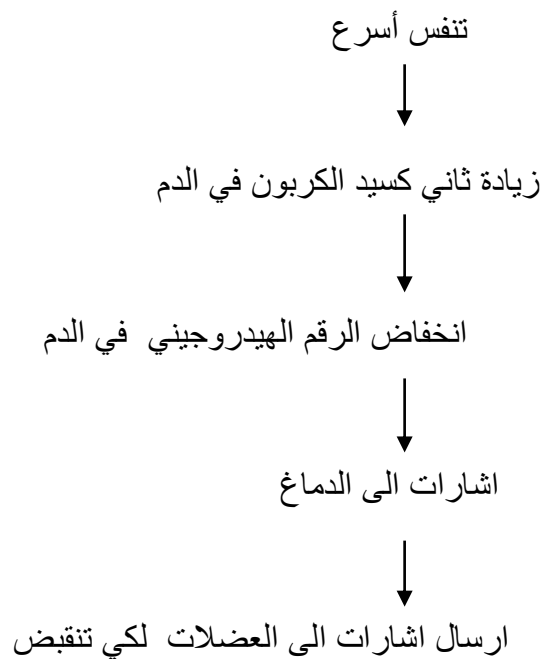 تنفس أسرع
زيادة ثاني كسيد الكربون في الدم
انخفاض الرقم الهيدروجيني في الدم
اشارات الى الدماغ
ارسال اشارات الى العضلات لكي تنقبض